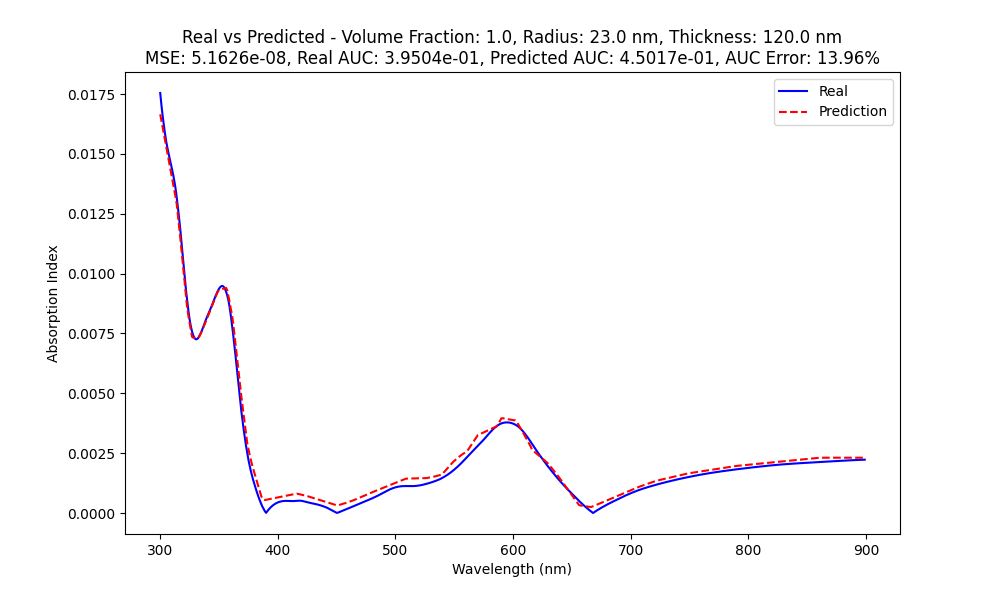 Real vs Predicted - Volume Fraction: 1.0, Radius: 23.0 nm, Thickness: 120.0 nm
MSE: 5.1626e-08, Real AUC: 3.9504e-01, Predicted AUC: 4.5017e-01, AUC Error: 13.96%
Real
Prediction
Absorption Index
0.0175
0.0150
0.0125
0.0100
0.0075
0.0050
0.0025
0.0000
300 400 500 600 700 800 900
Wavelength (nm)